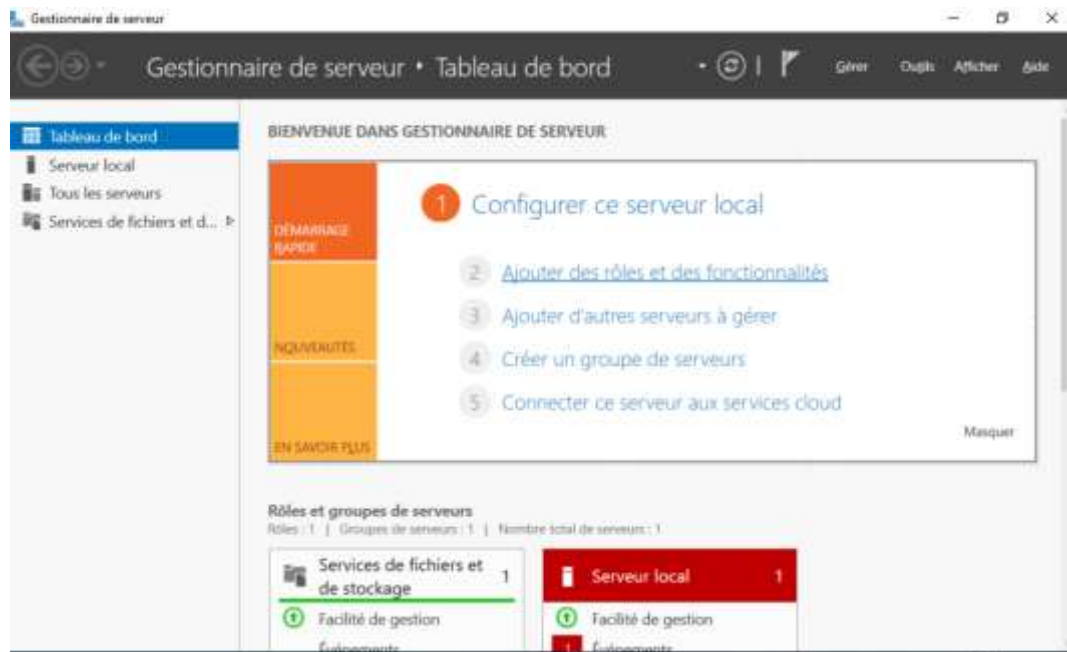 Gestionnaire de serveur
Gestionnaire de serveur • Tableau de bord
Gérer Outils Afficher Aide
Tableau de bord
Serveur local
Tous les serveurs
Services de fichiers et d...
BIENVENUE DANS GESTIONNAIRE DE SERVEUR
DÉMARRAGE
RAPIDE
NOUVEAUTÉS
EN SAVOIR PLUS
1 Configurer ce serveur local
2 Ajouter des rôles et des fonctionnalités
3 Ajouter d'autres serveurs à gérer
4 Créer un groupe de serveurs
5 Connecter ce serveur aux services cloud
Masquer
Rôles et groupes de serveurs
Rôles : 1 | Groupes de serveurs : 1 | Nombre total de serveurs : 1
Services de fichiers et
de stockage
1
Facilité de gestion
Événements
Serveur local 1
Facilité de gestion
1 Événements